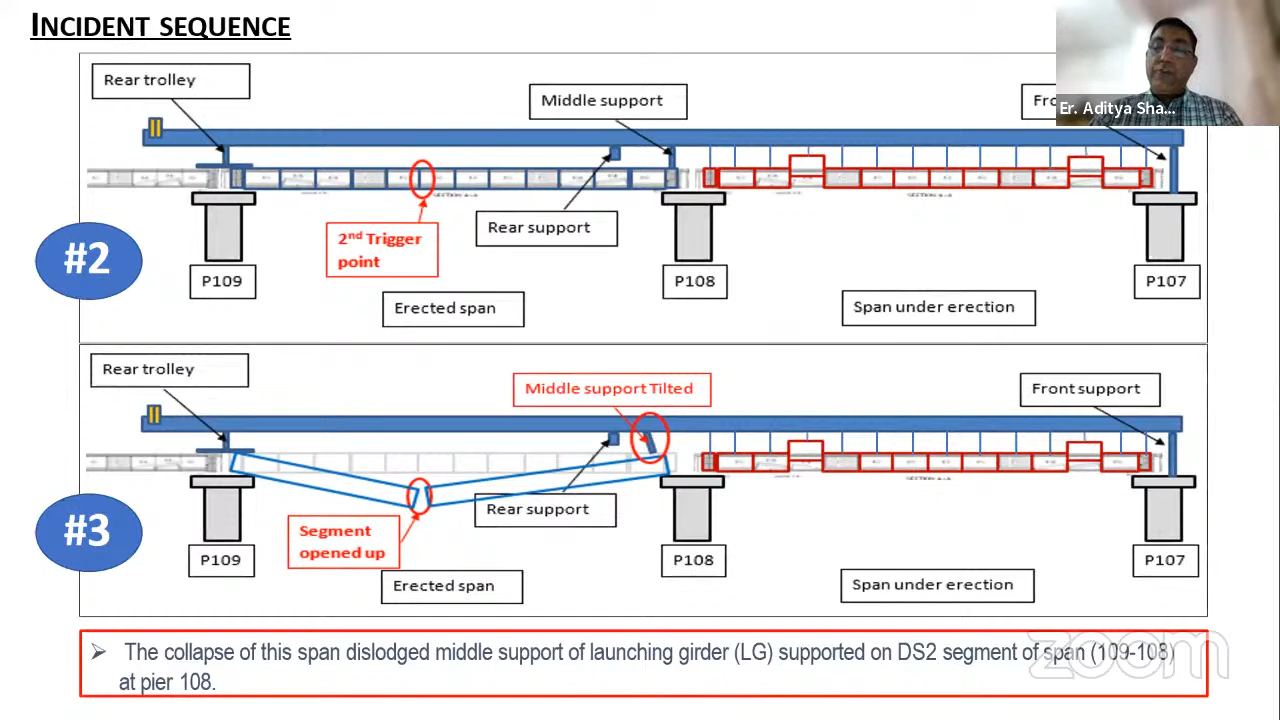 INCIDENT SEQUENCE
Er. Aditya Sha...
Rear trolley
Middle support
Fro
Rear support
2nd Trigger
point
#2
P109
P108
P107
Erected span
Span under erection
Rear trolley
Middle support Tilted
Front support
Rear support
Segment
opened up
#3
P109
P108
P107
Erected span
Span under erection
➢ The collapse of this span dislodged middle support of launching girder (LG) supported on DS2 segment of span (109-108)
at pier 108.
zoom